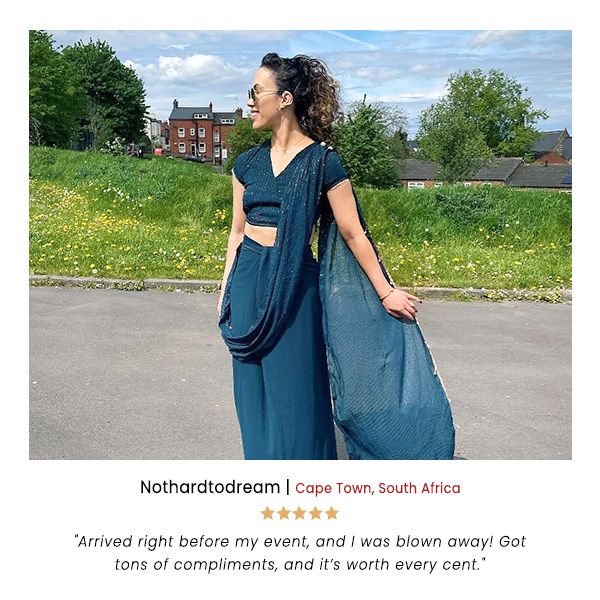 Nothardtodream | Cape Town, South Africa
"Arrived right before my event, and I was blown away! Got
tons of compliments, and it’s worth every cent."